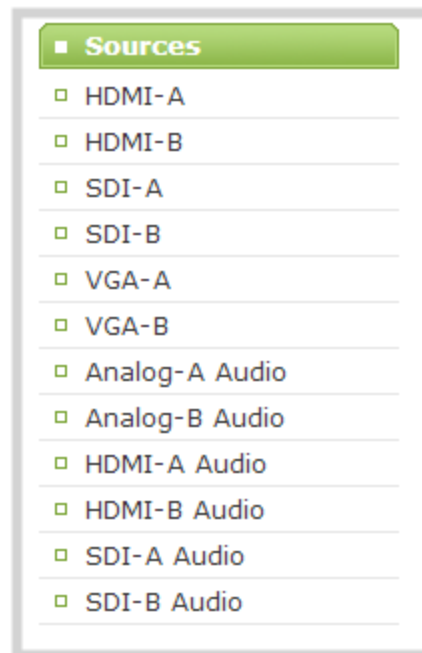 Sources
HDMI-A
HDMI-B
SDI-A
SDI-B
VGA-A
VGA-B
Analog-A Audio
Analog-B Audio
HDMI-A Audio
HDMI-B Audio
SDI-A Audio
SDI-B Audio